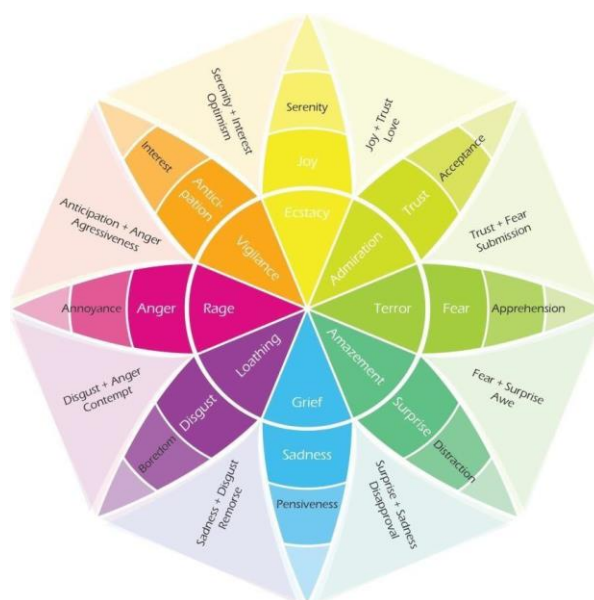 Serenity
Joy
Ecstacy
Joy + Trust
Love
Acceptance
Trust
Admiration
Trust + Fear
Submission
Terror
Fear
Apprehension
Fear + Surprise
Awe
Amazement
Surprise
Distraction
Surprise + Sadness
Disapproval
Grief
Sadness
Pensiveness
Sadness + Disgust
Remorse
Loathing
Disgust
Boredom
Disgust + Anger
Contempt
Rage
Anger
Annoyance
Anticipation + Anger
Agressiveness
Vigilance
Antici-
pation
Interest
Serenity + Interest
Optimism